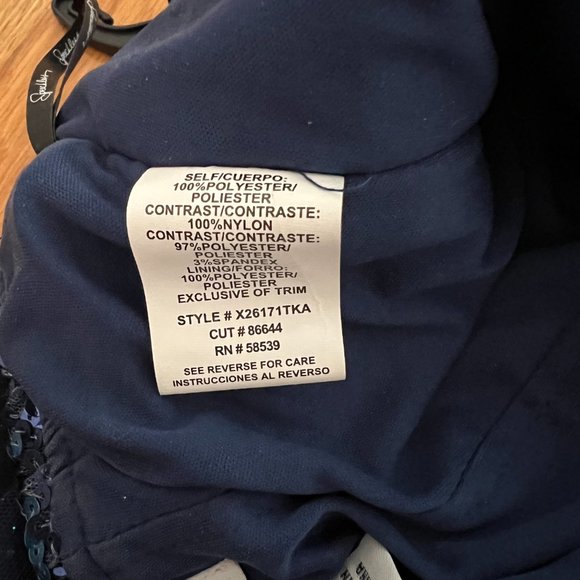 SELF/CUERPO:
100%POLYESTER/
POLIESTER
CONTRAST/CONTRASTE:
100%NYLON
CONTRAST/CONTRASTE:
97%POLYESTER/
POLIESTER
3%SPANDEX
LINING/FORRO:
100%POLYESTER/
POLIESTER
EXCLUSIVE OF TRIM
STYLE # X26171TKA
CUT # 86644
RN # 58539
SEE REVERSE FOR CARE
INSTRUCCIONES AL REVERSO